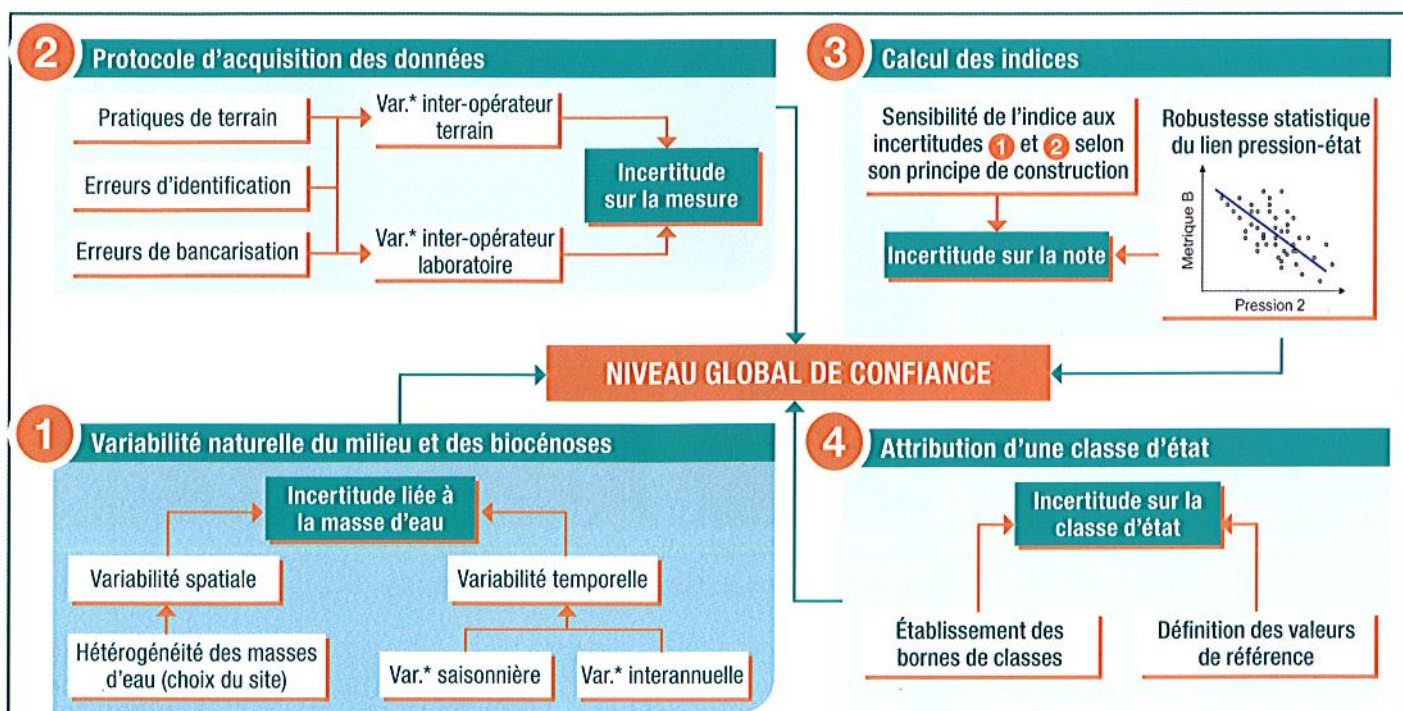 2 Protocole d'acquisition des données
Pratiques de terrain
Erreurs d'identification
Erreurs de bancarisation
Var.* inter-opérateur
terrain
Var.* inter-opérateur
laboratoire
Incertitude
sur la mesure
3 Calcul des indices
Sensibilité de l'indice aux
incertitudes 1 et 2 selon
son principe de construction
Incertitude sur la note
Robustesse statistique
du lien pression-état
Metrique B
Pression 2
NIVEAU GLOBAL DE CONFIANCE
1 Variabilité naturelle du milieu et des biocénoses
Incertitude liée à
la masse d'eau
Variabilité spatiale
Variabilité temporelle
Hétérogénéité des masses
d'eau (choix du site)
Var.* saisonnière
Var.* interannuelle
4 Attribution d'une classe d'état
Incertitude sur la
classe d'état
Établissement des
bornes de classes
Définition des valeurs
de référence